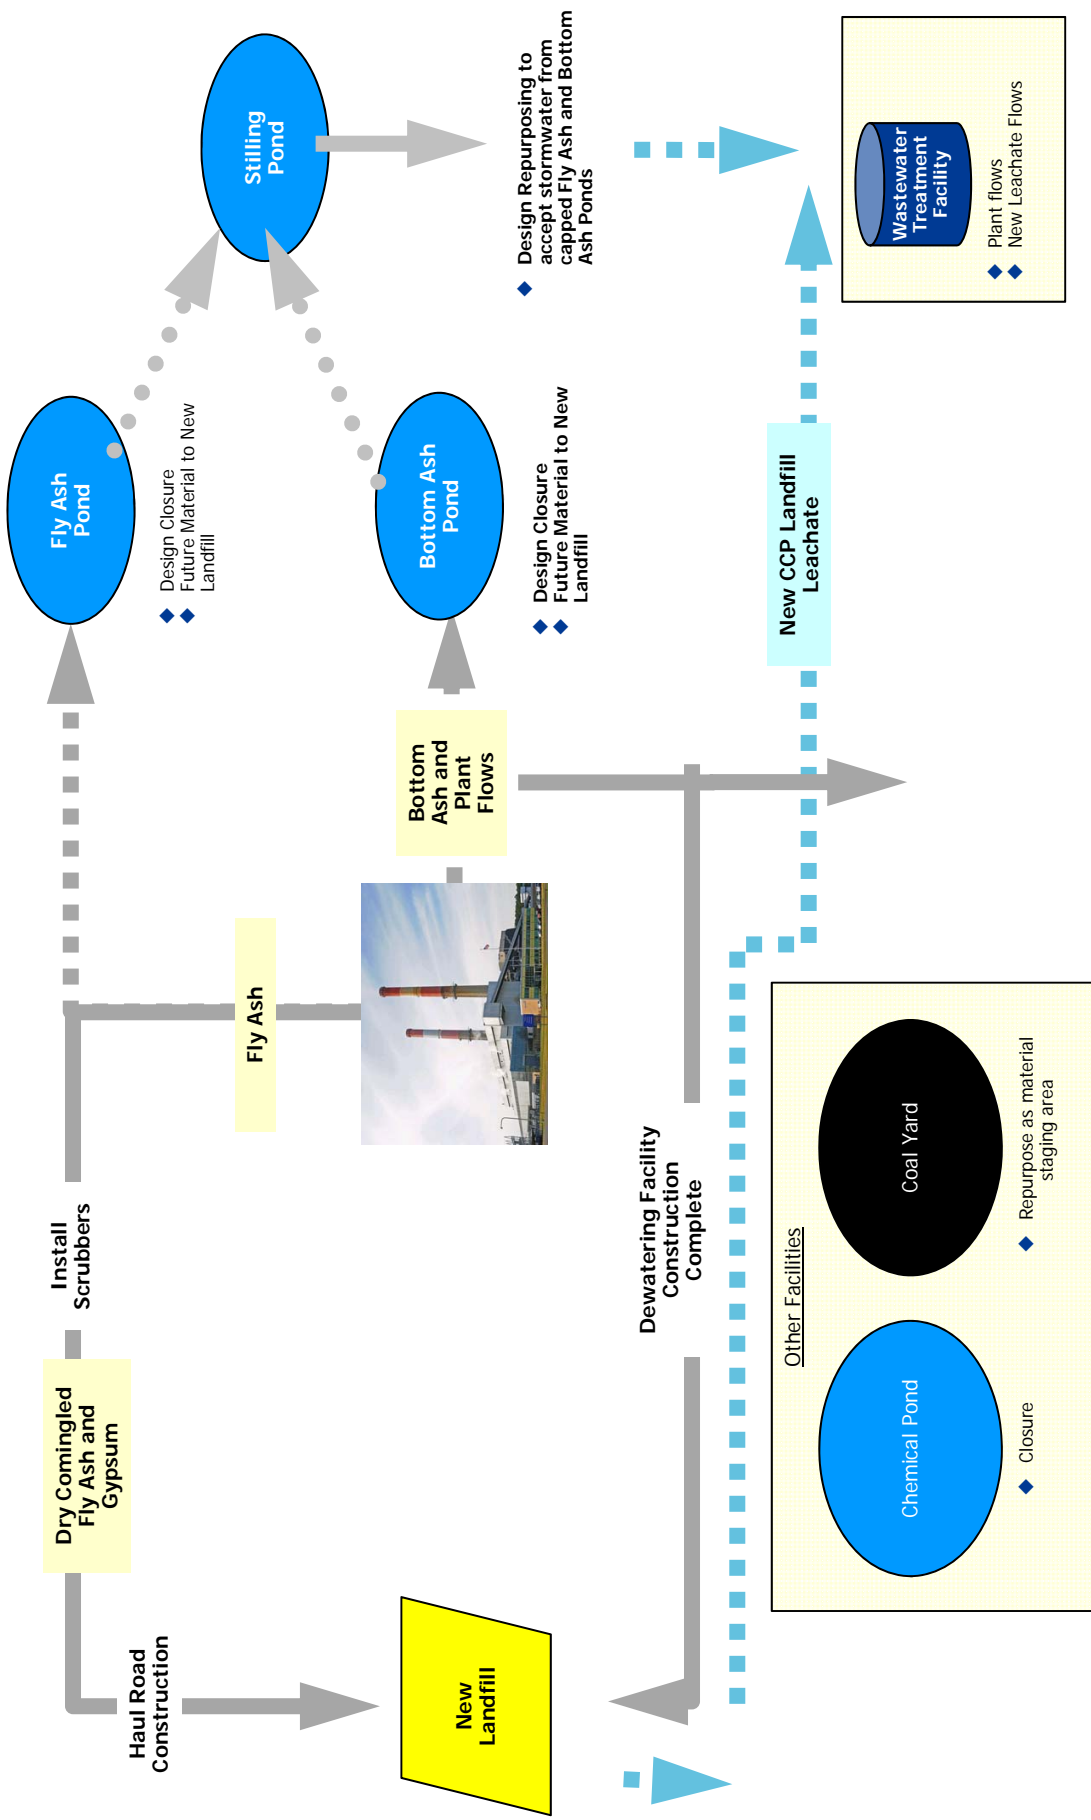 Install
Scrubbers
Dry Comingled
Fly Ash and
Gypsum
Haul Road
Construction
New
Landfill
Fly Ash
Fly Ash
Pond
◆ Design Closure
◆ Future Material to New
Landfill
Stilling
Pond
◆ Design Repurposing to
accept stormwater from
capped Fly Ash and Bottom
Ash Ponds
Bottom Ash
Pond
◆ Design Closure
◆ Future Material to New
Landfill
Bottom
Ash and
Plant
Flows
Dewatering Facility
Construction
Complete
New CCP Landfill
Leachate
Wastewater
Treatment
Facility
◆ Plant flows
◆ New Leachate Flows
Other Facilities
Chemical Pond
◆ Closure
Coal Yard
◆ Repurpose as material
staging area